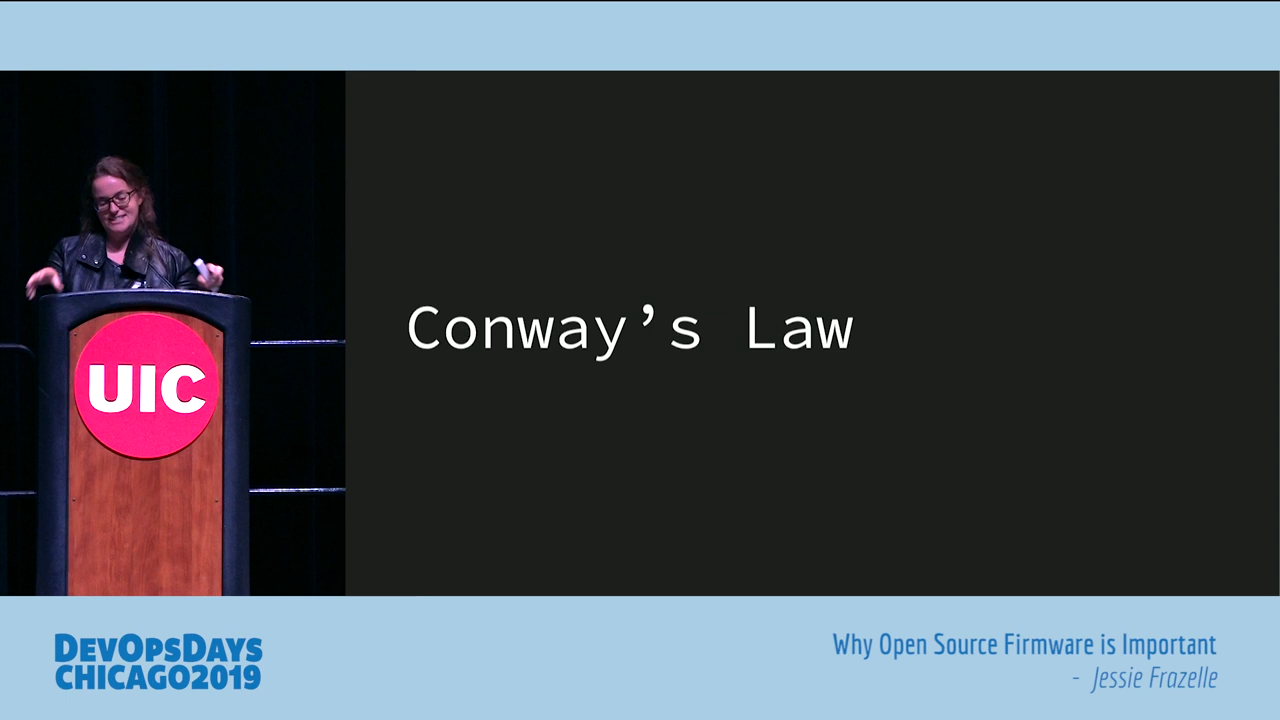 Conway’s Law
UIC
DEVOPSDAYS
CHICAGO2019
Why Open Source Firmware is Important
- Jessie Frazelle